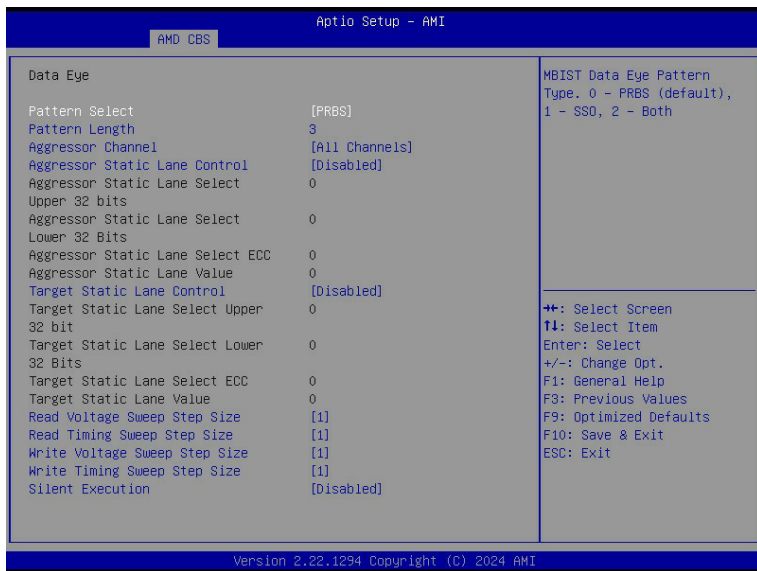 Aptio Setup – AMI
AMD CBS
Data Eye
Pattern Select [PRBS]
Pattern Length 3
Aggressor Channel [All Channels]
Aggressor Static Lane Control [Disabled]
Aggressor Static Lane Select 0
Upper 32 bits
Aggressor Static Lane Select 0
Lower 32 Bits
Aggressor Static Lane Select ECC 0
Aggressor Static Lane Value 0
Target Static Lane Control [Disabled]
Target Static Lane Select Upper 0
32 bit
Target Static Lane Select Lower 0
32 Bits
Target Static Lane Select ECC 0
Target Static Lane Value 0
Read Voltage Sweep Step Size [1]
Read Timing Sweep Step Size [1]
Write Voltage Sweep Step Size [1]
Write Timing Sweep Step Size [1]
Silent Execution [Disabled]
MBIST Data Eye Pattern
Type. 0 – PRBS (default),
1 – SSO, 2 – Both
→←: Select Screen
↑↓: Select Item
Enter: Select
+/-: Change Opt.
F1: General Help
F3: Previous Values
F9: Optimized Defaults
F10: Save & Exit
ESC: Exit
Version 2.22.1294 Copyright (C) 2024 AMI